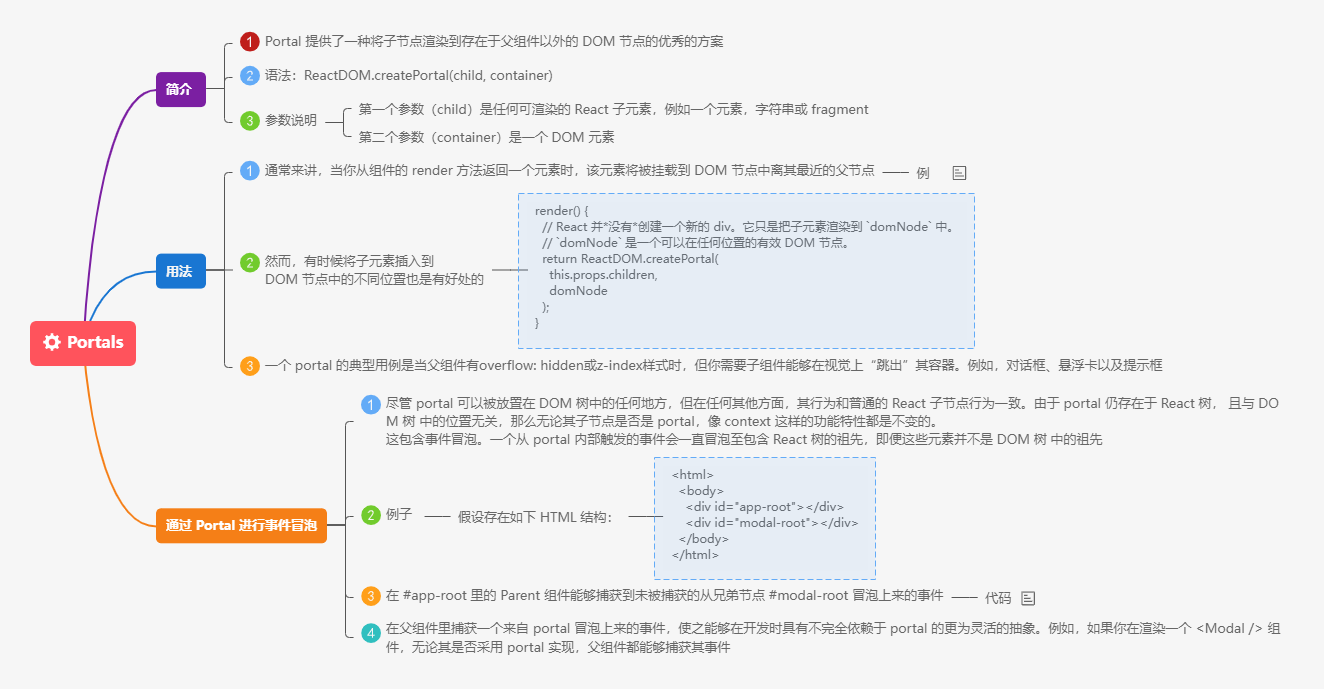 Portals
简介
1 Portal 提供了一种将子节点渲染到存在于父组件以外的 DOM 节点的优秀的方案
2 语法：ReactDOM.createPortal(child, container)
3 参数说明
第一个参数（child）是任何可渲染的 React 子元素，例如一个元素，字符串或 fragment
第二个参数（container）是一个 DOM 元素
用法
1 通常来讲，当你从组件的 render 方法返回一个元素时，该元素将被挂载到 DOM 节点中离其最近的父节点
例
2 然而，有时候将子元素插入到
DOM 节点中的不同位置也是有好处的
render() {
// React 并*没有*创建一个新的 div。它只是把子元素渲染到 `domNode` 中。
// `domNode` 是一个可以在任何位置的有效 DOM 节点。
return ReactDOM.createPortal(
this.props.children,
domNode
);
}
3 一个 portal 的典型用例是当父组件有overflow: hidden或z-index样式时，但你需要子组件能够在视觉上“跳出”其容器。例如，对话框、悬浮卡以及提示框
通过 Portal 进行事件冒泡
1 尽管 portal 可以被放置在 DOM 树中的任何地方，但在任何其他方面，其行为和普通的 React 子节点行为一致。由于 portal 仍存在于 React 树， 且与 DO
M 树 中的位置无关，那么无论其子节点是否是 portal，像 context 这样的功能特性都是不变的。
这包含事件冒泡。一个从 portal 内部触发的事件会一直冒泡至包含 React 树的祖先，即便这些元素并不是 DOM 树 中的祖先
2 例子
假设存在如下 HTML 结构：
<html>
<body>
<div id="app-root"></div>
<div id="modal-root"></div>
</body>
</html>
3 在 #app-root 里的 Parent 组件能够捕获到未被捕获的从兄弟节点 #modal-root 冒泡上来的事件
代码
4 在父组件里捕获一个来自 portal 冒泡上来的事件，使之能够在开发时具有不完全依赖于 portal 的更为灵活的抽象。例如，如果你在渲染一个 <Modal /> 组
件，无论其是否采用 portal 实现，父组件都能够捕获其事件